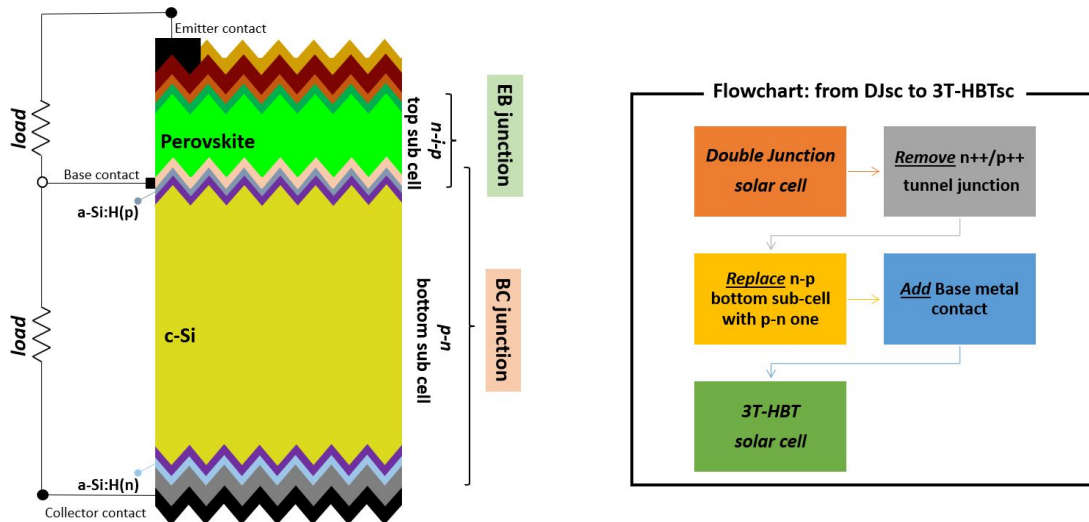 Emitter contact
load
Perovskite
top sub cell
n-i-p
EB junction
Base contact
a-Si:H(p)
load
c-Si
bottom sub cell
p-n
BC junction
a-Si:H(n)
Collector contact
Flowchart: from DJsc to 3T-HBTsc
Double Junction
solar cell
Remove n++/p++
tunnel junction
Replace n-p
bottom sub-cell
with p-n one
Add Base metal
contact
3T-HBT
solar cell